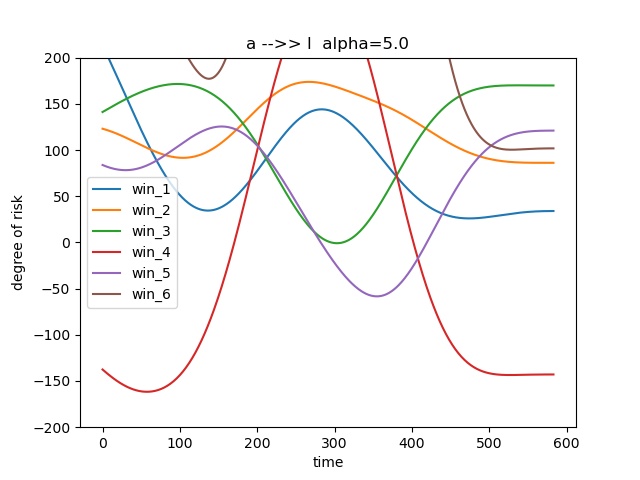 a -->> I  alpha=5.0
degree of risk
200
150
100
50
0
−50
−100
−150
−200
win_1
win_2
win_3
win_4
win_5
win_6
0 100 200 300 400 500 600
time